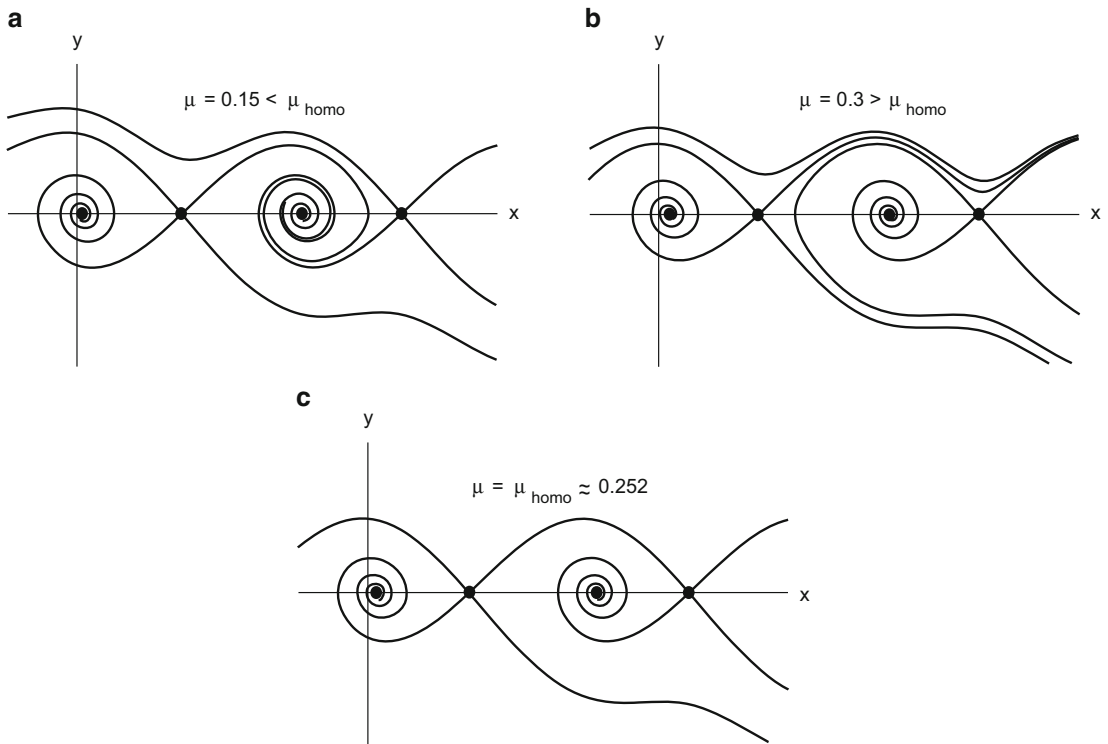 a
y
μ = 0.15 < μ homo
x
b
y
μ = 0.3 > μ homo
x
c
y
μ = μ homo ≈ 0.252
x